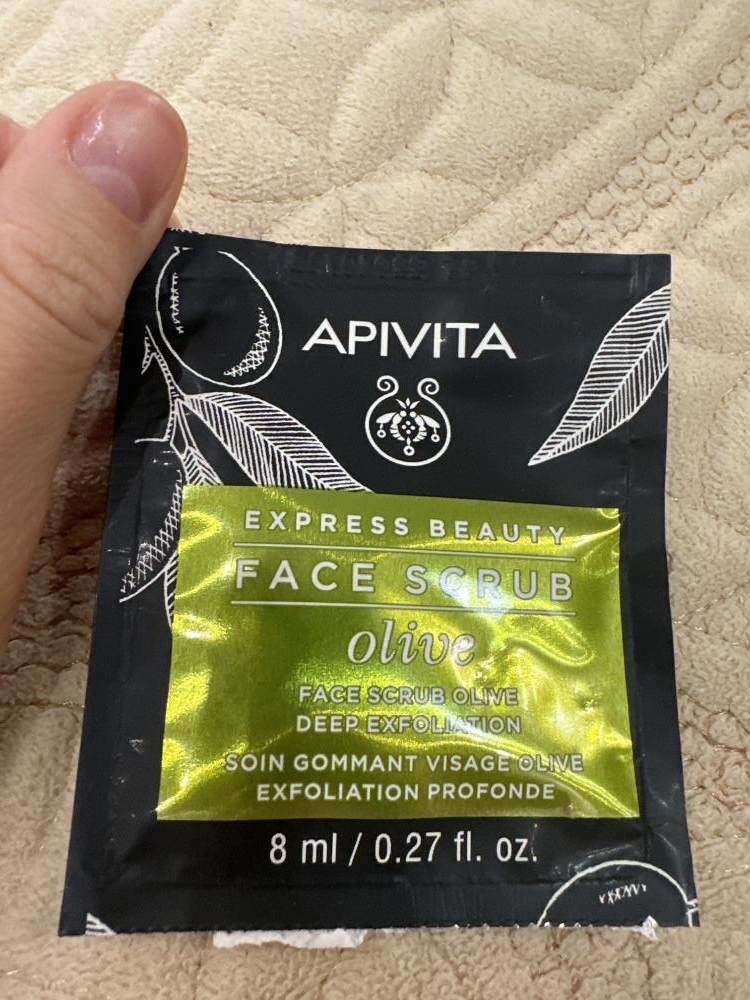 APIVITA
EXPRESS BEAUTY
FACE SCRUB
olive
FACE SCRUB OLIVE
DEEP EXFOLIATION
SOIN GOMMANT VISAGE OLIVE
EXFOLIATION PROFONDE
8 ml / 0.27 fl. oz.